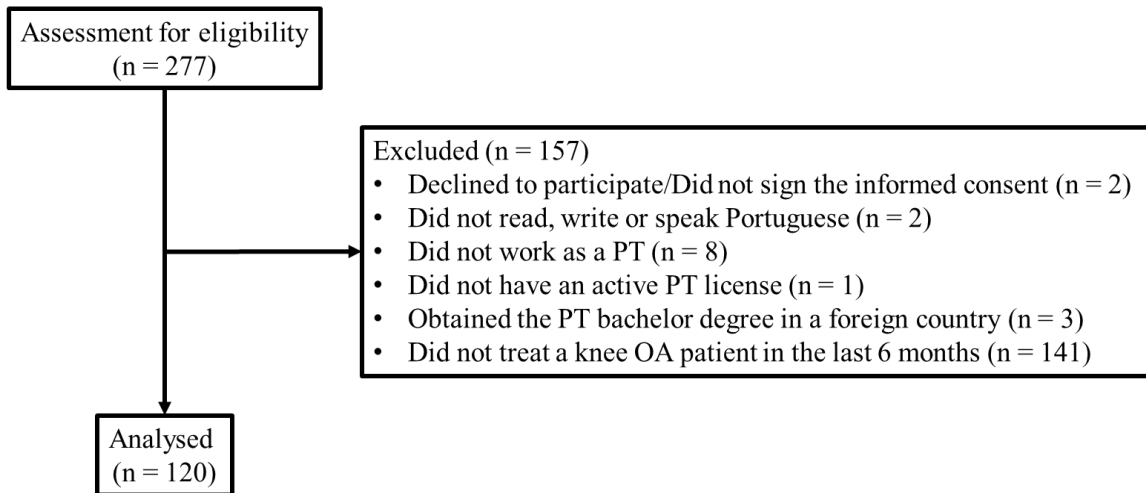 Assessment for eligibility
(n = 277)
Excluded (n = 157)
• Declined to participate/Did not sign the informed consent (n = 2)
• Did not read, write or speak Portuguese (n = 2)
• Did not work as a PT (n = 8)
• Did not have an active PT license (n = 1)
• Obtained the PT bachelor degree in a foreign country (n = 3)
• Did not treat a knee OA patient in the last 6 months (n = 141)
Analysed
(n = 120)